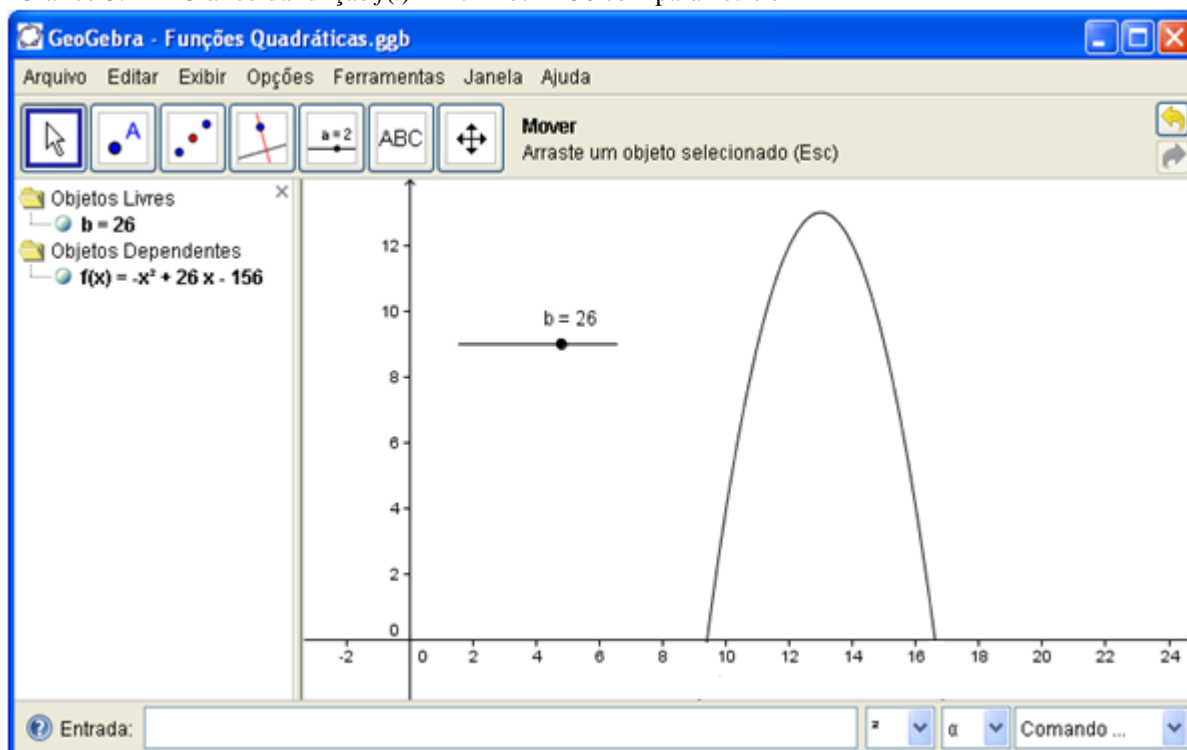 GeoGebra - Funções Quadráticas.ggb
Arquivo Editar Exibir Opções Ferramentas Janela Ajuda
A
a = 2
ABC
Mover
Arraste um objeto selecionado (Esc)
Objetos Livres
b = 26
Objetos Dependentes
f(x) = -x² + 26 x - 156
12
10
b = 26
8
6
4
2
0
-2 0 2 4 6 8 10 12 14 16 18 20 22 24
Entrada: ² α Comando ...